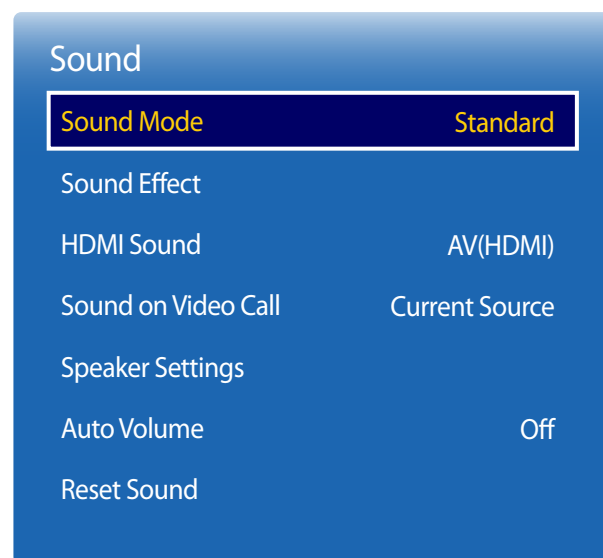 Sound
Sound Mode Standard
Sound Effect
HDMI Sound AV(HDMI)
Sound on Video Call Current Source
Speaker Settings
Auto Volume Off
Reset Sound